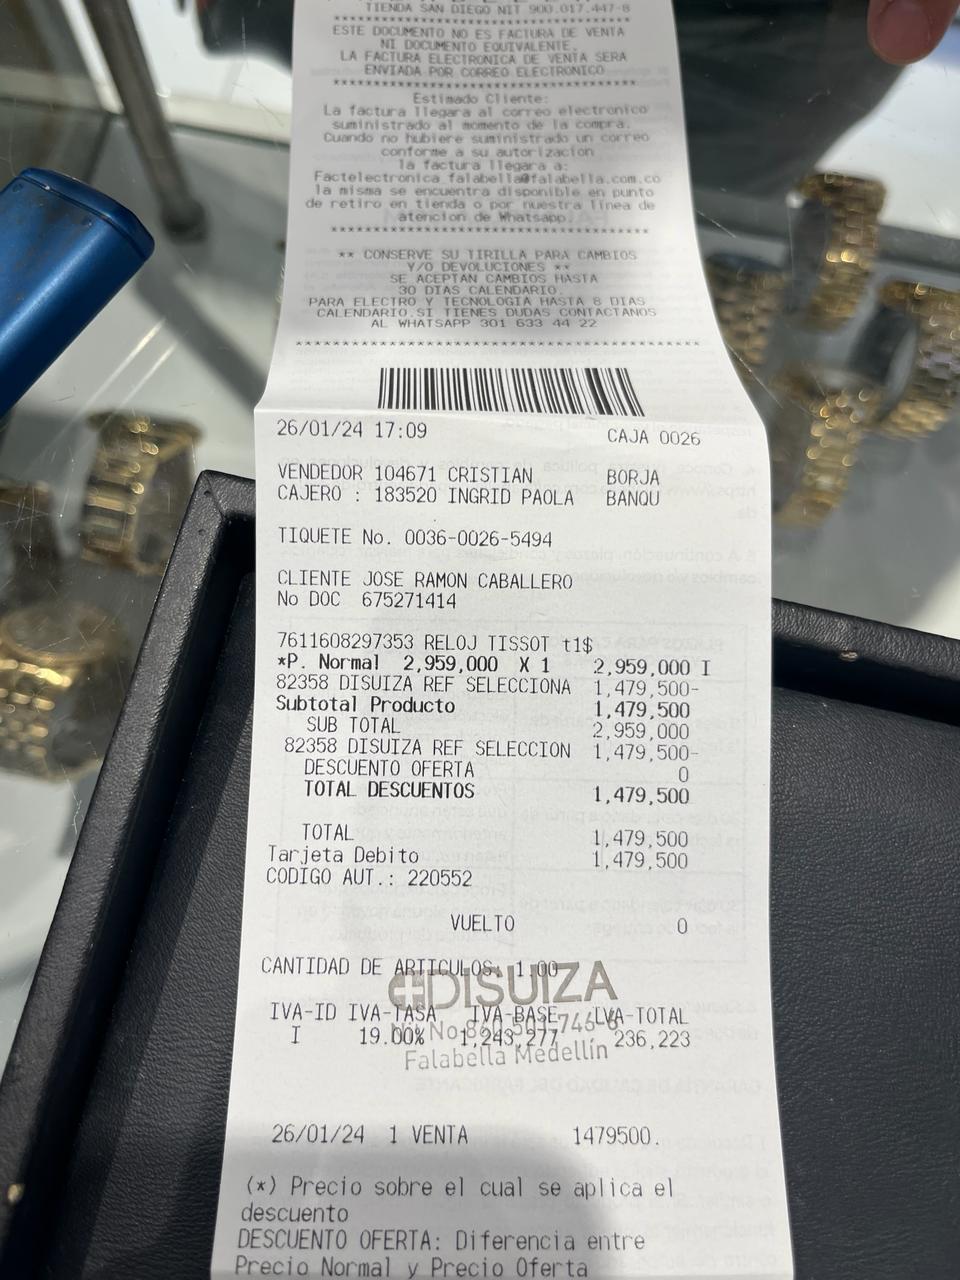 TIENDA SAN DIEGO NIT 900.017.447-8
********************************
ESTE DOCUMENTO NO ES FACTURA DE VENTA
NI DOCUMENTO EQUIVALENTE,
LA FACTURA ELECTRONICA DE VENTA SERA
ENVIADA POR CORREO ELECTRONICO
********************************
Estimado Cliente:
La factura llegara al correo electronico
suministrado al momento de la compra.
Cuando no hubiere suministrado un correo
conforme a su autorizacion
la factura llegara a:
Factelectronica falabella@falabella.com.co
la misma se encuentra disponible en punto
de retiro en tienda o por nuestra linea de
atencion de Whatsapp.
********************************
** CONSERVE SU TIRILLA PARA CAMBIOS
Y/O DEVOLUCIONES **
SE ACEPTAN CAMBIOS HASTA
30 DIAS CALENDARIO.
PARA ELECTRO Y TECNOLOGIA HASTA 8 DIAS
CALENDARIO.SI TIENES DUDAS CONTACTANOS
AL WHATSAPP 301 633 44 22
****************************************
26/01/24 17:09 CAJA 0026
VENDEDOR 104671 CRISTIAN BORJA
CAJERO : 183520 INGRID PAOLA BANQU
TIQUETE No. 0036-0026-5494
CLIENTE JOSE RAMON CABALLERO
No DOC 675271414
7611608297353 RELOJ TISSOT t1$
*P. Normal 2,959,000 X 1 2,959,000 I
82358 DISUIZA REF SELECCIONA 1,479,500-
Subtotal Producto 1,479,500
SUB TOTAL 2,959,000
82358 DISUIZA REF SELECCION 1,479,500-
DESCUENTO OFERTA 0
TOTAL DESCUENTOS 1,479,500
TOTAL 1,479,500
Tarjeta Debito 1,479,500
CODIGO AUT.: 220552
VUELTO 0
CANTIDAD DE ARTICULOS: 1.00
DISUIZA
IVA-ID IVA-TASA IVA-BASE IVA-TOTAL
I 19.00% 1,243,277 236,223
Falabella Medellín
26/01/24 1 VENTA 1479500.
(*) Precio sobre el cual se aplica el
descuento
DESCUENTO OFERTA: Diferencia entre
Precio Normal y Precio Oferta